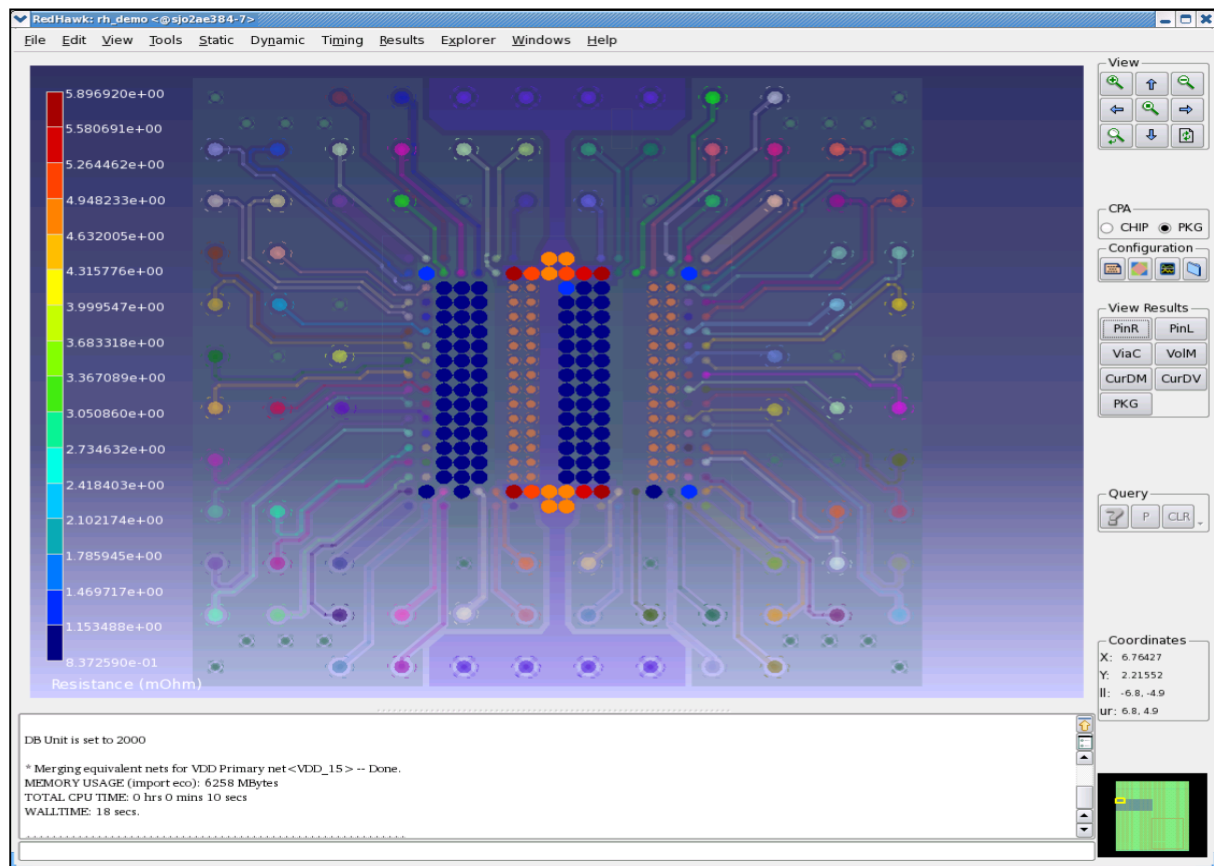 RedHawk: rh_demo <@sjo2ae384-7>
File Edit View Tools Static Dynamic Timing Results Explorer Windows Help
5.896920e+00
5.580691e+00
5.264462e+00
4.948233e+00
4.632005e+00
4.315776e+00
3.999547e+00
3.683318e+00
3.367089e+00
3.050860e+00
2.734632e+00
2.418403e+00
2.102174e+00
1.785945e+00
1.469717e+00
1.153488e+00
8.372590e-01
Resistance (mOhm)
View
CPA
CHIP PKG
Configuration
View Results
PinR PinL
ViaC VolM
CurDM CurDV
PKG
Query
? P CLR
Coordinates
X: 6.76427
Y: 2.21552
ll: -6.8, -4.9
ur: 6.8, 4.9
DB Unit is set to 2000
* Merging equivalent nets for VDD Primary net<VDD_15> -- Done.
MEMORY USAGE (import eco): 6258 MBytes
TOTAL CPU TIME: 0 hrs 0 mins 10 secs
WALLTIME: 18 secs.